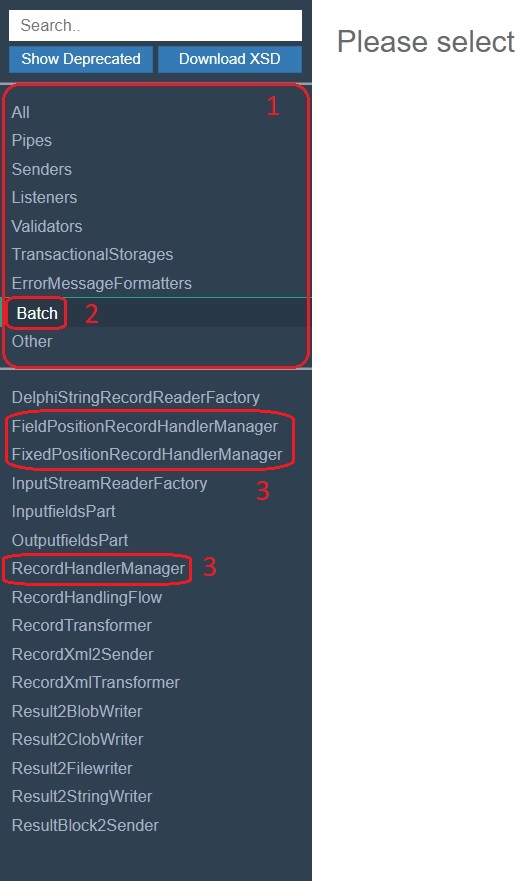 Search..
Please select
Show Deprecated Download XSD
1
All
Pipes
Senders
Listeners
Validators
TransactionalStorages
ErrorMessageFormatters
Batch 2
Other
DelphiStringRecordReaderFactory
FieldPositionRecordHandlerManager
FixedPositionRecordHandlerManager
InputStreamReaderFactory 3
InputfieldsPart
OutputfieldsPart
RecordHandlerManager 3
RecordHandlingFlow
RecordTransformer
RecordXml2Sender
RecordXmlTransformer
Result2BlobWriter
Result2ClobWriter
Result2Filewriter
Result2StringWriter
ResultBlock2Sender